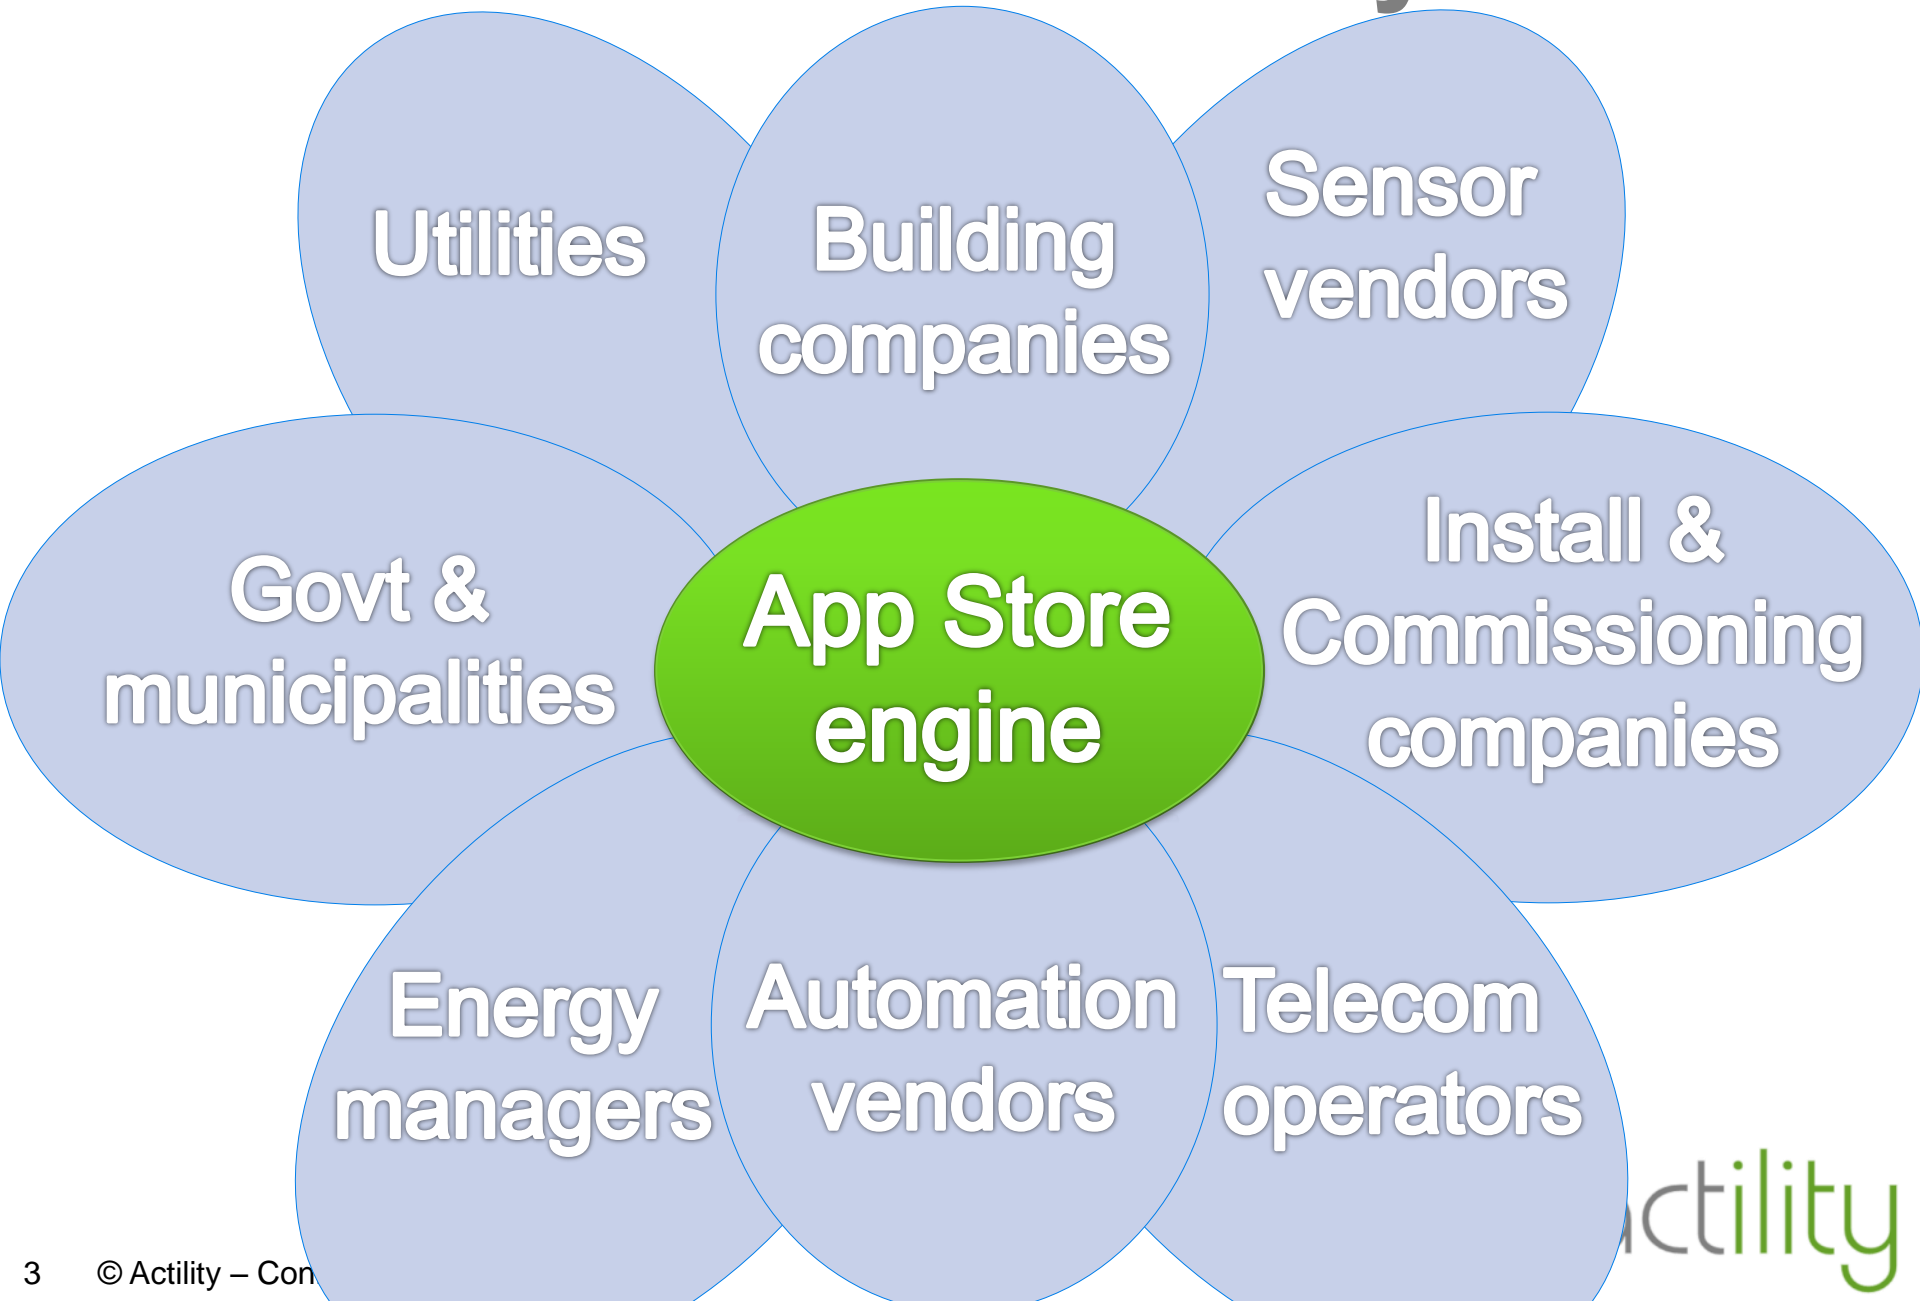 Utilities
Building
companies
Sensor
vendors
Govt &
municipalities
App Store
engine
Install &
Commissioning
companies
Energy
managers
Automation
vendors
Telecom
operators
ctility
3 © Actility – Con